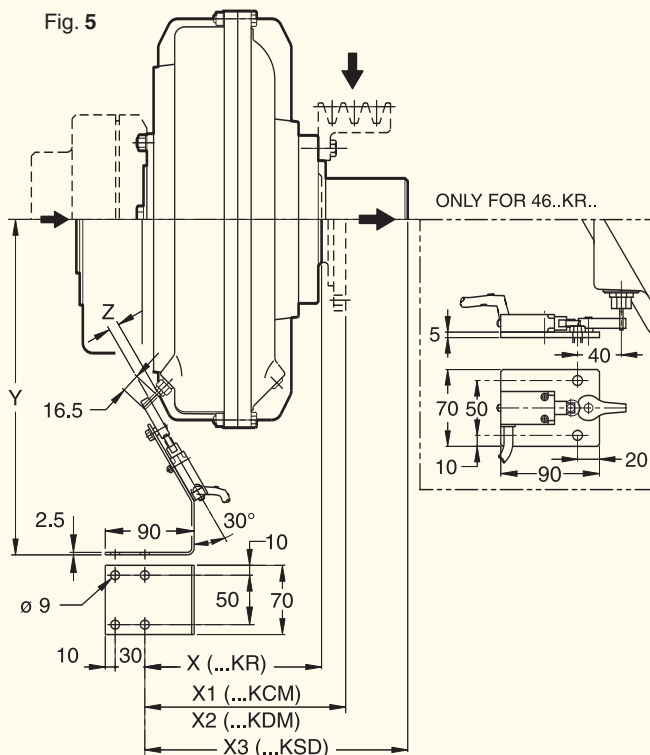 Fig. 5
ONLY FOR 46..KR..
Z
5
40
Y
16.5
70
50
10
20
90
2.5
90
30°
10
ø 9
50
70
10
30
X (...KR)
X1 (...KCM)
X2 (...KDM)
X3 (...KSD)